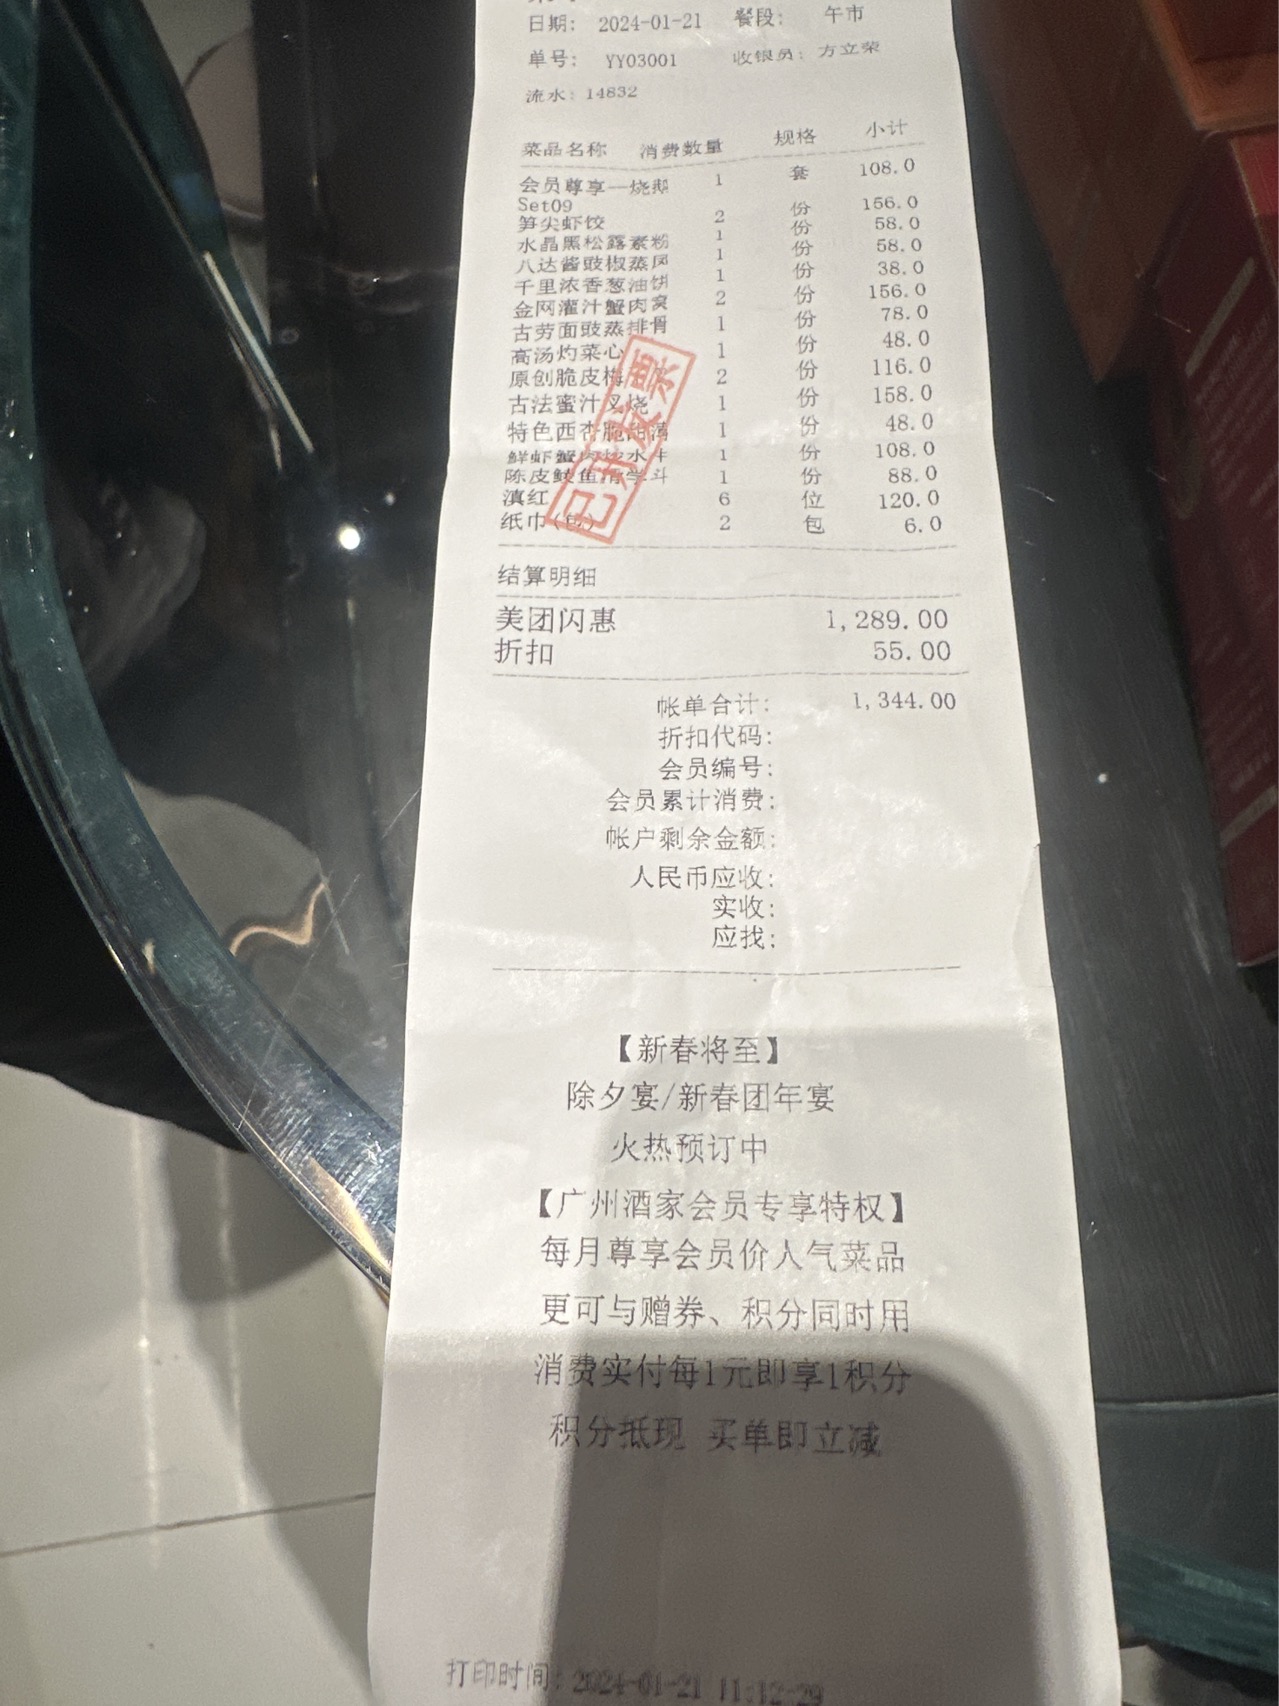 日期: 2024-01-21 餐段: 午市
单号: YY03001 收银员: 方立荣
流水: 14832
菜品名称 消费数量 规格 小计
会员尊享—烧鹅 1 套 108.0
Set09
笋尖虾饺 2 份 156.0
水晶黑松露素粉 1 份 58.0
八达酱豉椒蒸凤 1 份 58.0
千里浓香葱油饼 1 份 38.0
金网灌汁蟹肉窝 2 份 156.0
古劳面豉蒸排骨 1 份 78.0
高汤灼菜心 1 份 48.0
原创脆皮梅 2 份 116.0
古法蜜汁叉烧 1 份 158.0
特色西杏脆 1 份 48.0
鲜虾蟹 1 份 108.0
陈皮鲮鱼 1 份 88.0
滇红 6 位 120.0
纸巾(包) 2 包 6.0
已开发票
结算明细
美团闪惠 1,289.00
折扣 55.00
帐单合计: 1,344.00
折扣代码:
会员编号:
会员累计消费:
帐户剩余金额:
人民币应收:
实收:
应找:
【新春将至】
除夕宴/新春团年宴
火热预订中
【广州酒家会员专享特权】
每月尊享会员价人气菜品
更可与赠券、积分同时用
消费实付每1元即享1积分
积分抵现 买单即立减
打印时间: 2024-01-21 11:12:29